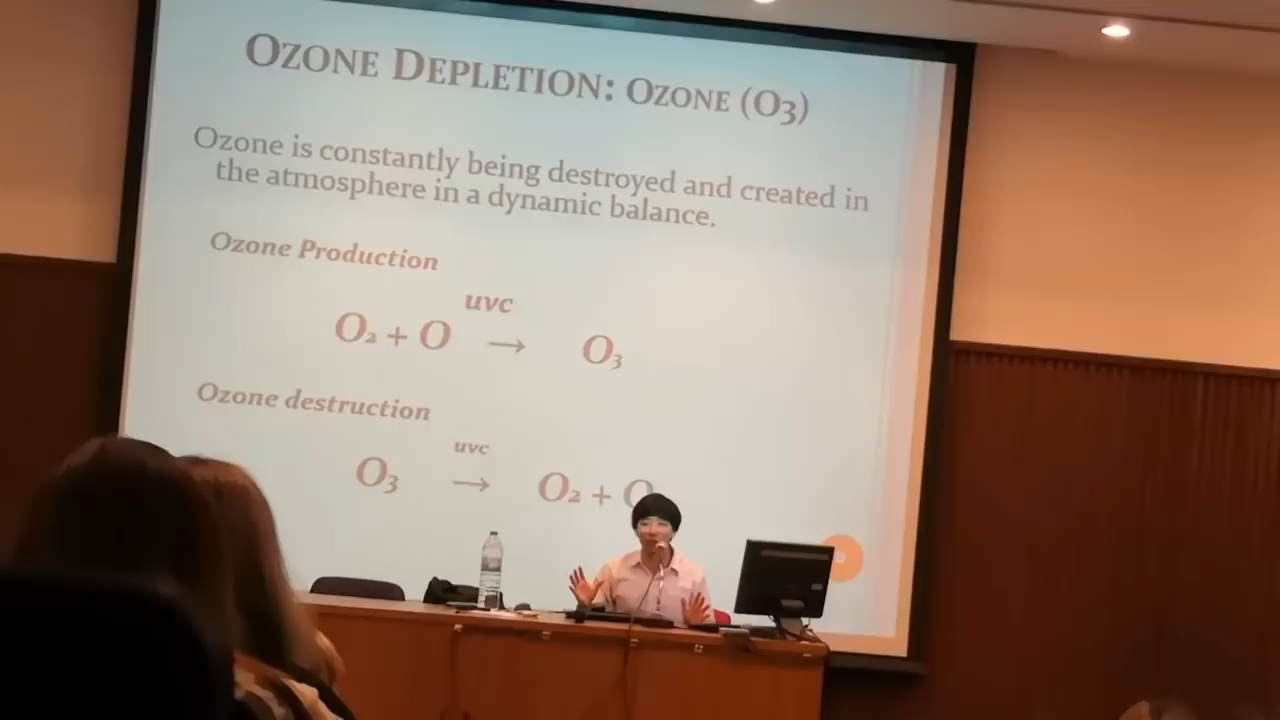 OZONE DEPLETION: OZONE (O3)
Ozone is constantly being destroyed and created in
the atmosphere in a dynamic balance.
Ozone Production
uvc
O₂ + O → O₃
Ozone destruction
uvc
O₃ → O₂ + O